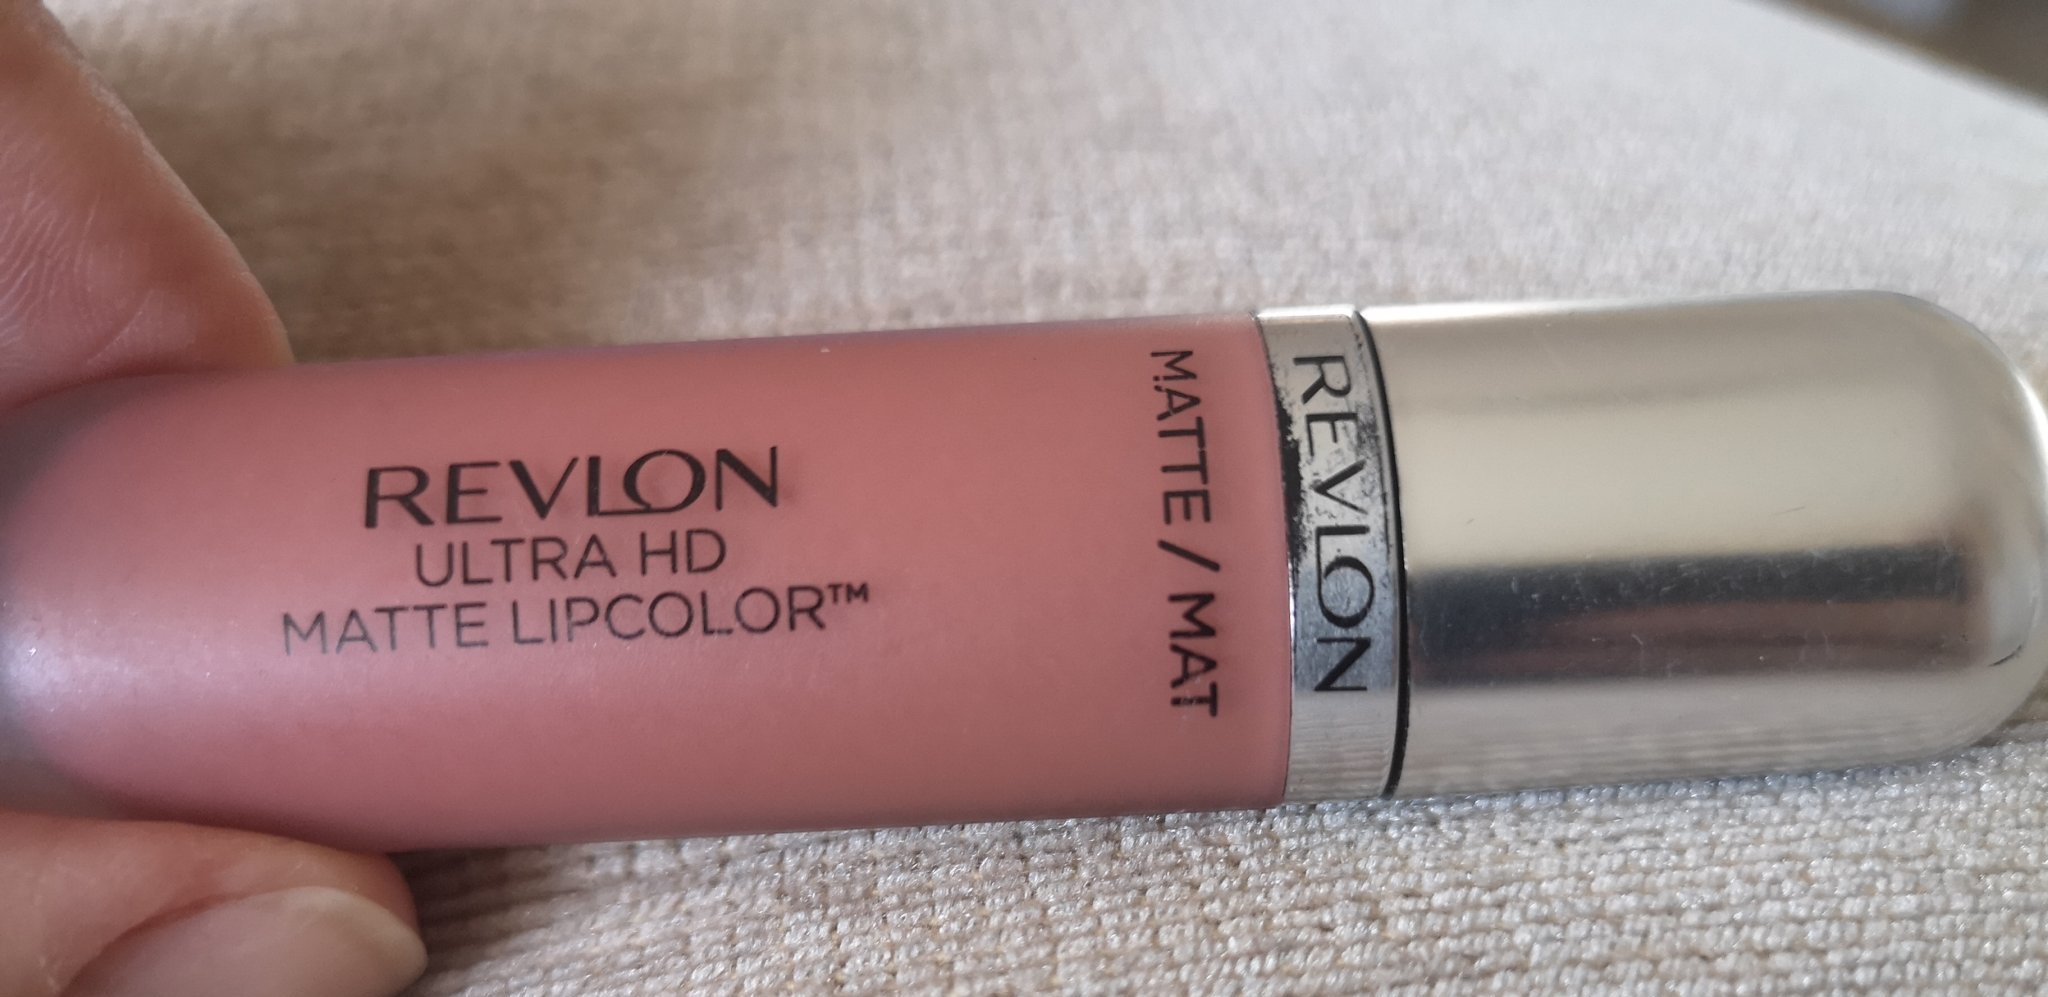 REVLON
ULTRA HD
MATTE LIPCOLOR™
MATTE / MAT
REVLON